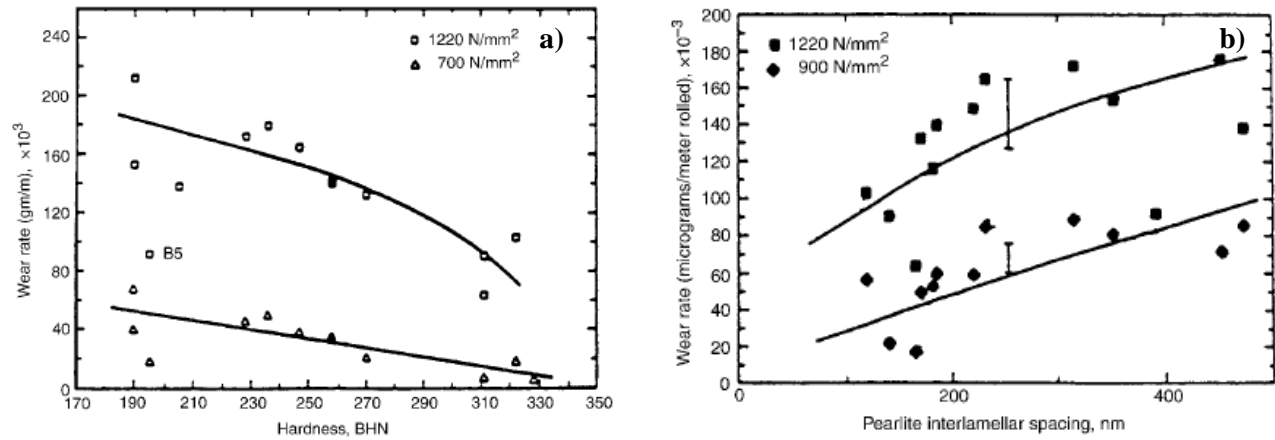 240
200
160
120
80
40
0
Wear rate (gm/m), ×10³
1220 N/mm²
700 N/mm²
a)
B5
170 190 210 230 250 270 290 310 330 350
Hardness, BHN
200
180
160
140
120
100
80
60
40
20
0
Wear rate (micrograms/meter rolled), ×10⁻³
1220 N/mm²
900 N/mm²
b)
0 200 400
Pearlite interlamellar spacing, nm